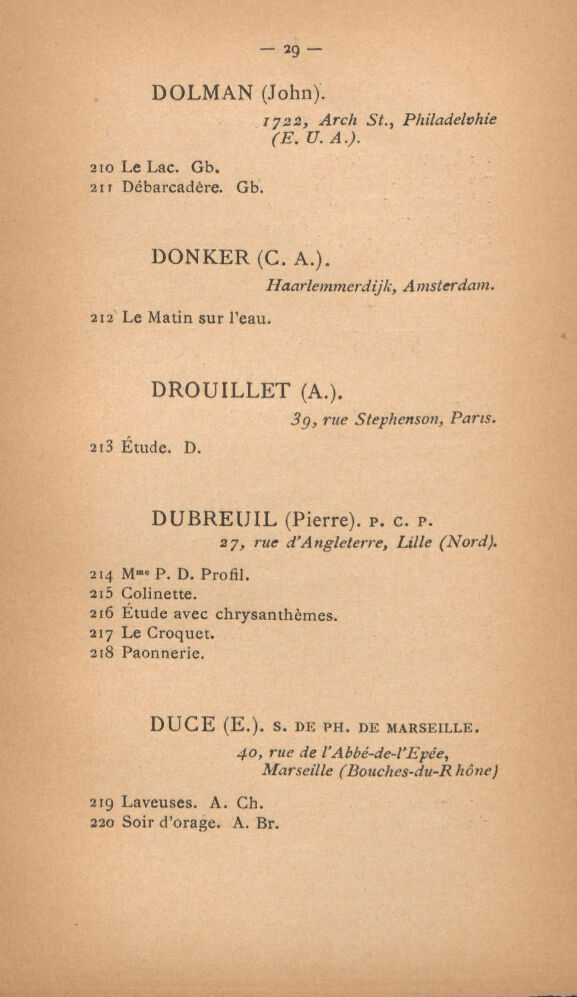 — 29 —
DOLMAN (John).
1722, Arch St., Philadelphie
(E. U. A.).
210 Le Lac. Gb.
211 Débarcadère. Gb.
DONKER (C. A.).
Haarlemmerdijk, Amsterdam.
212 Le Matin sur l'eau.
DROUILLET (A.).
39, rue Stephenson, Paris.
213 Étude. D.
DUBREUIL (Pierre). P. C. P.
27, rue d'Angleterre, Lille (Nord).
214 Mme P. D. Profil.
215 Colinette.
216 Étude avec chrysanthèmes.
217 Le Croquet.
218 Paonnerie.
DUCE (E.). S. DE PH. DE MARSEILLE.
40, rue de l'Abbé-de-l'Epée,
Marseille (Bouches-du-Rhône)
219 Laveuses. A. Ch.
220 Soir d'orage. A. Br.